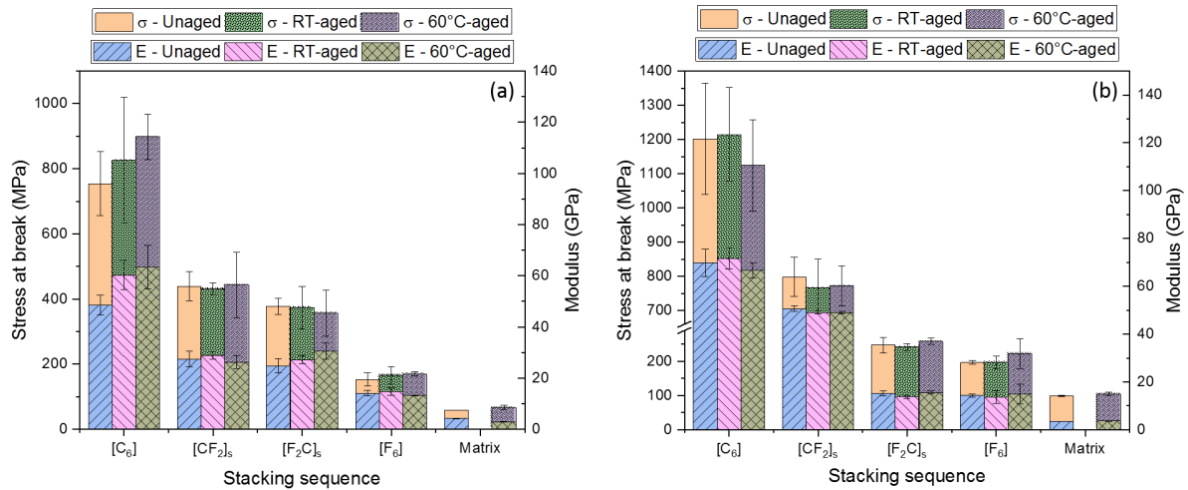 σ - Unaged σ - RT-aged σ - 60°C-aged
E - Unaged E - RT-aged E - 60°C-aged
(a)
Stress at break (MPa)
1000
800
600
400
200
0
140
120
100
80
60
40
20
0
Modulus (GPa)
[C₆] [CF₂]ₛ [F₂C]ₛ [F₆] Matrix
Stacking sequence
σ - Unaged σ - RT-aged σ - 60°C-aged
E - Unaged E - RT-aged E - 60°C-aged
(b)
Stress at break (MPa)
1400
1300
1200
1100
1000
900
800
700
200
100
0
140
120
100
80
60
40
20
0
Modulus (GPa)
[C₆] [CF₂]ₛ [F₂C]ₛ [F₆] Matrix
Stacking sequence